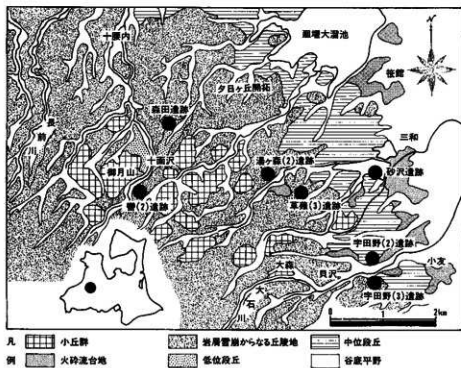 十腰内
廻堰大溜池
笹館
夕日ヶ丘開拓
森田遺跡
長前川
三和
十面沢
御月山
湯ヶ森(2)遺跡
砂沢遺跡
(2)遺跡
草薙(3)遺跡
宇田野(2)遺跡
小友
大森
貝沢
大石川
宇田野(3)遺跡
0 1 2km
凡例
小丘群
岩屑雪崩からなる丘陵地
中位段丘
火砕流台地
低位段丘
谷底平野